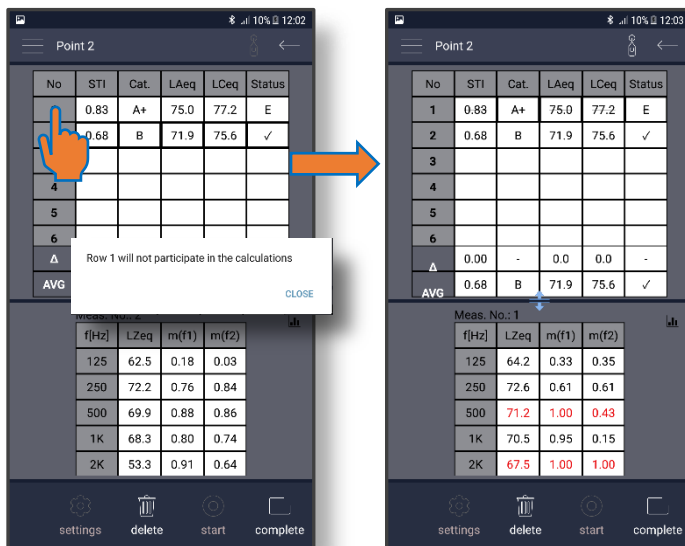 10% 12:02
Point 2
No STI Cat. LAeq LCeq Status
0.83 A+ 75.0 77.2 E
0.68 B 71.9 75.6 ✓
4
5
6
Δ
AVG
Row 1 will not participate in the calculations
CLOSE
Meas. No.: 2
f[Hz] LZeq m(f1) m(f2)
125 62.5 0.18 0.03
250 72.2 0.76 0.84
500 69.9 0.88 0.86
1K 68.3 0.80 0.74
2K 53.3 0.91 0.64
settings delete start complete
10% 12:03
Point 2
No STI Cat. LAeq LCeq Status
1 0.83 A+ 75.0 77.2 E
2 0.68 B 71.9 75.6 ✓
3
4
5
6
Δ 0.00 - 0.0 0.0 -
AVG 0.68 B 71.9 75.6 ✓
Meas. No.: 1
f[Hz] LZeq m(f1) m(f2)
125 64.2 0.33 0.35
250 72.6 0.61 0.61
500 71.2 1.00 0.43
1K 70.5 0.95 0.15
2K 67.5 1.00 1.00
settings delete start complete